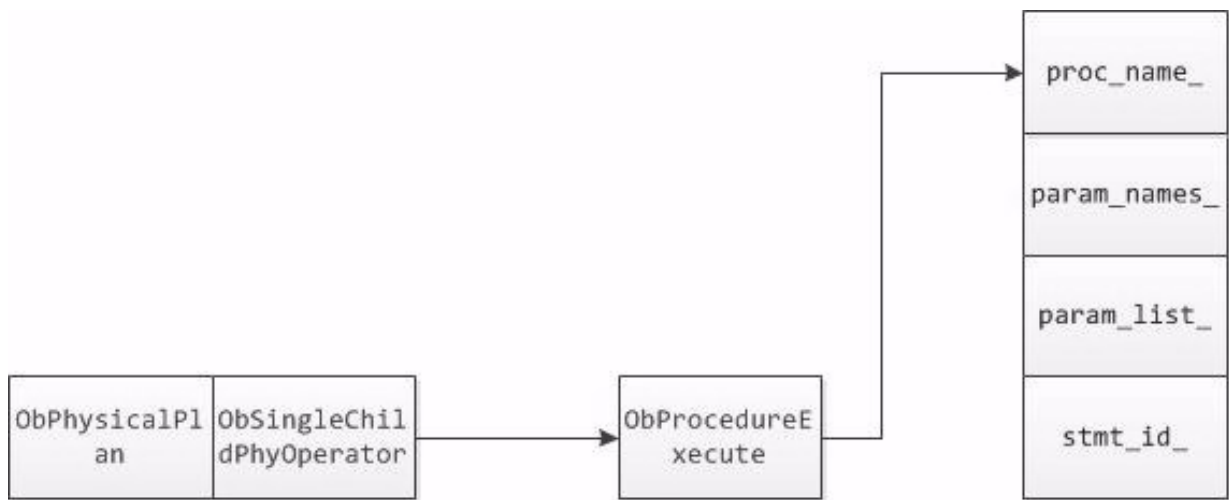 proc_name_
param_names_
param_list_
ObPhysicalPl
an
ObSingleChil
dPhyOperator
ObProcedureE
xecute
stmt_id_